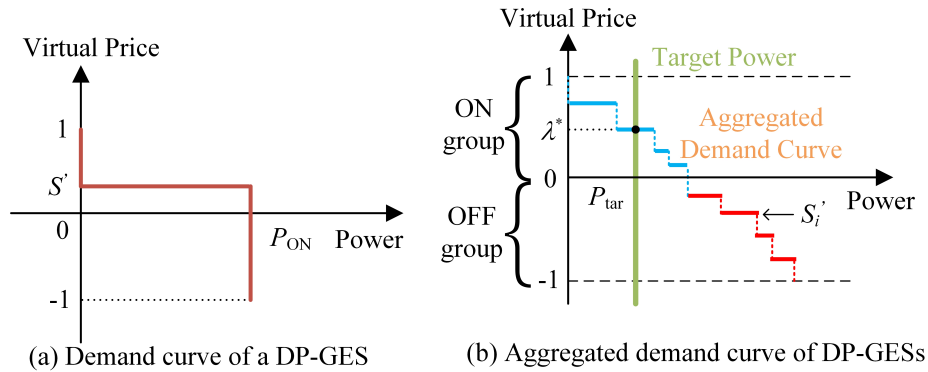 Virtual Price
1
S’
0
P_ON
Power
-1
(a) Demand curve of a DP-GES
Virtual Price
Target Power
1
ON
group
λ*
Aggregated
Demand Curve
0
P_tar
Power
OFF
group
S_i’
-1
(b) Aggregated demand curve of DP-GESs